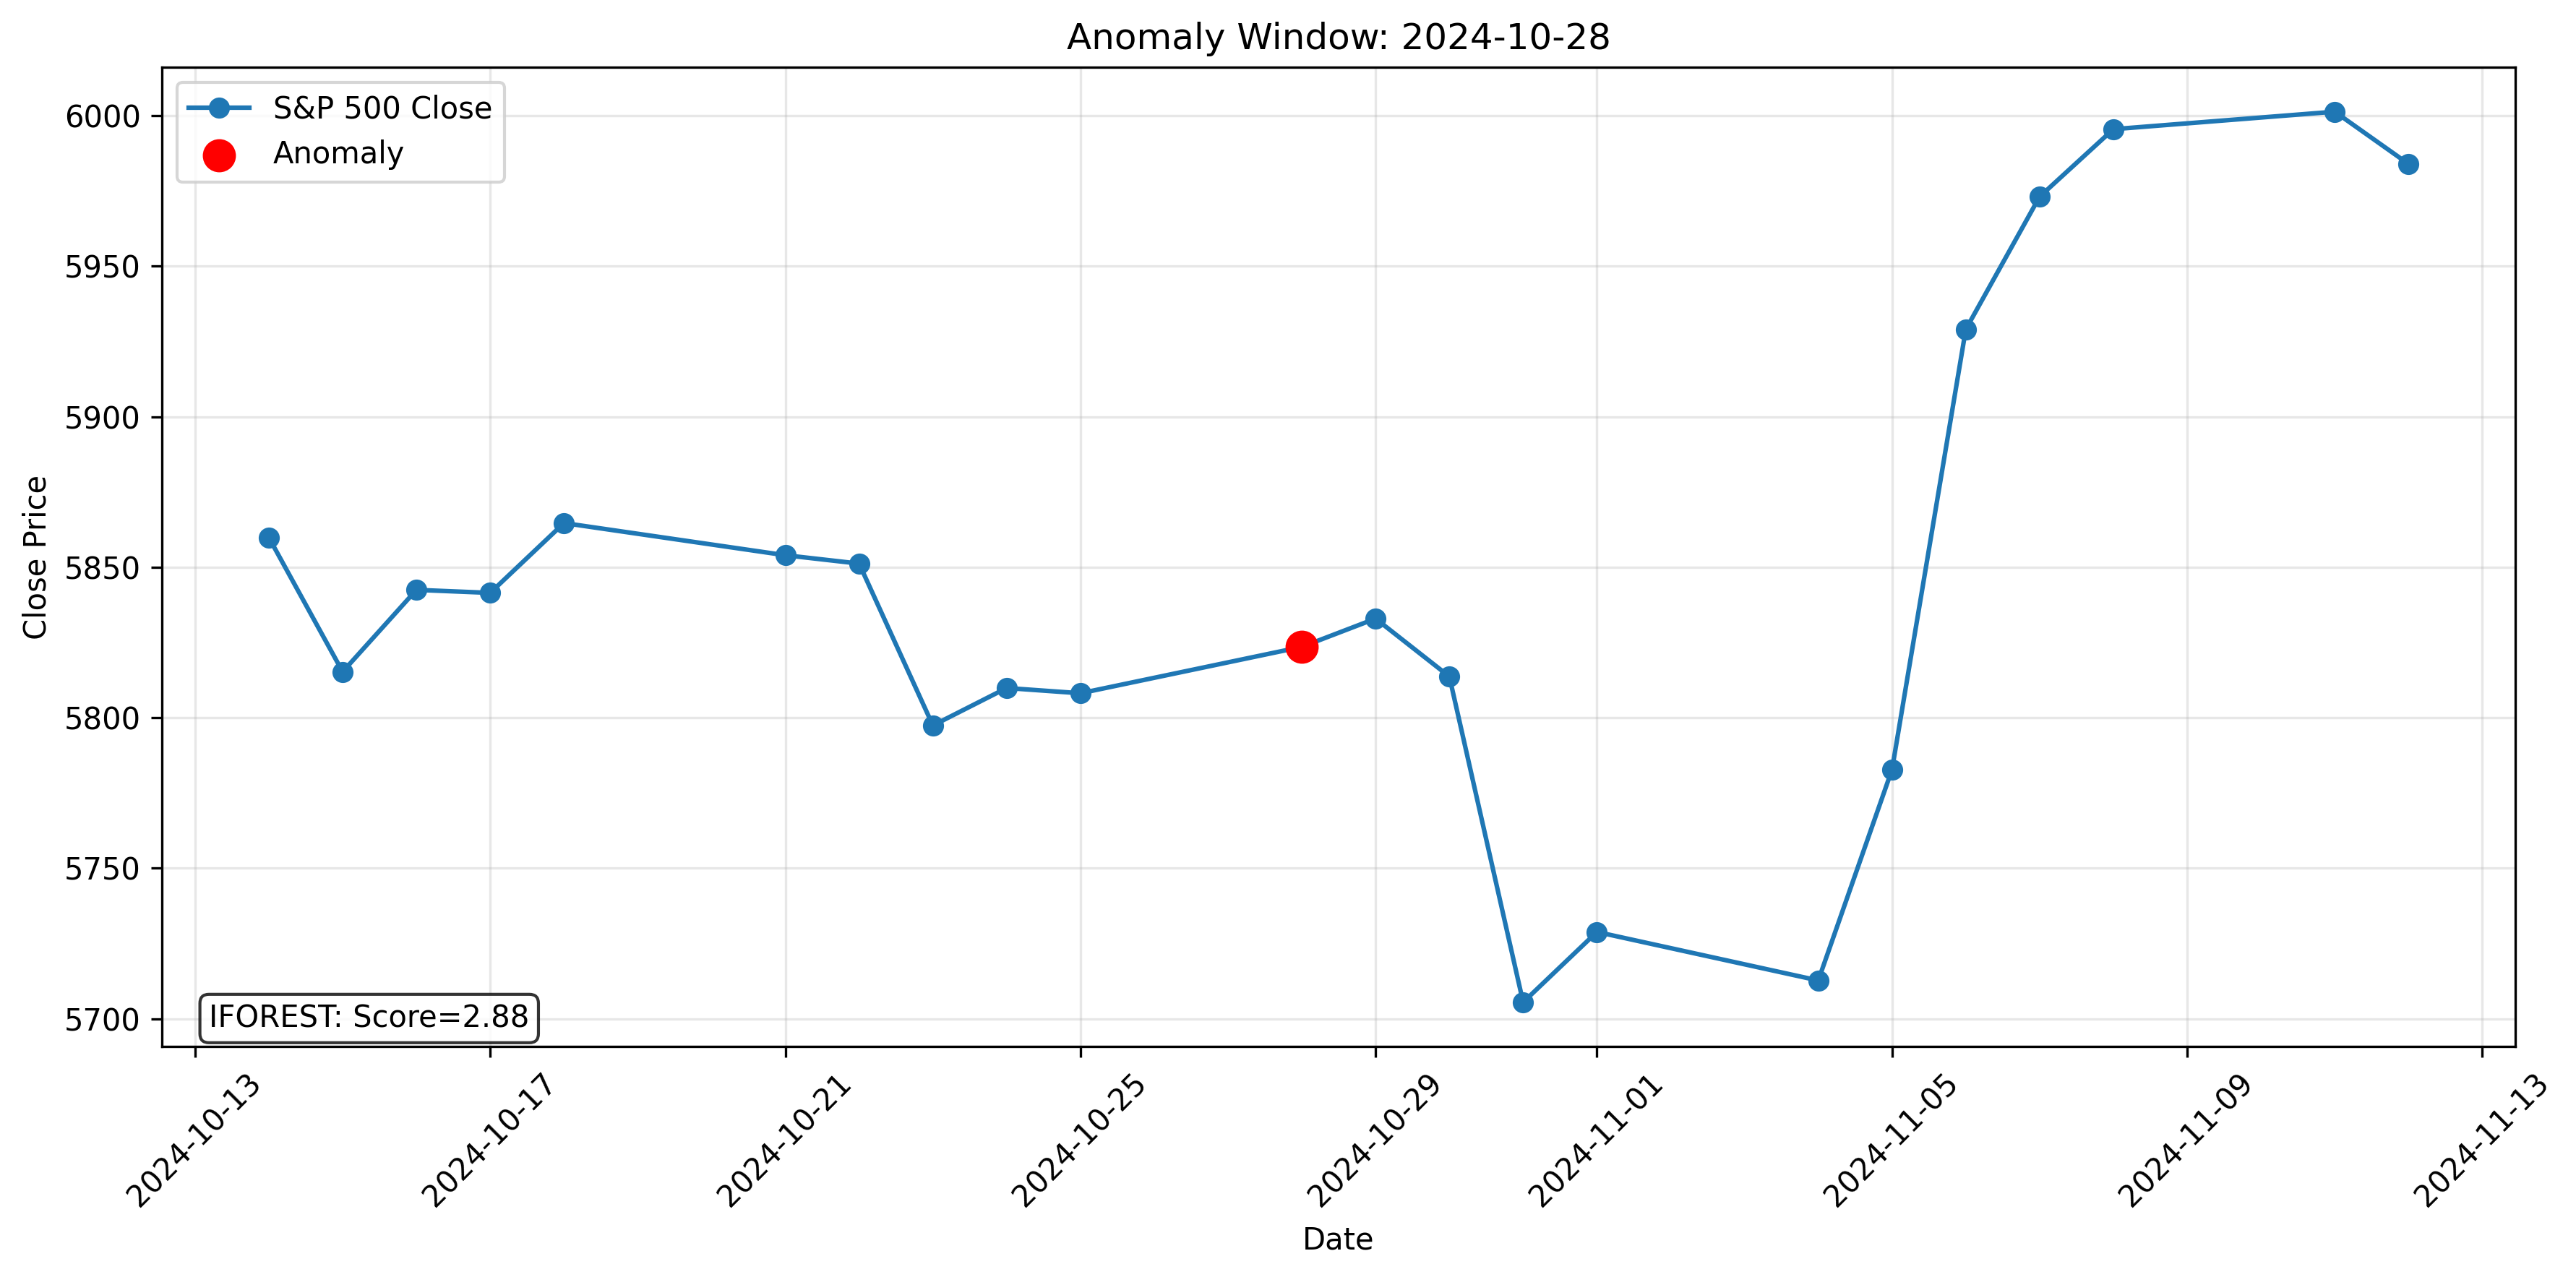 Anomaly Window: 2024-10-28
S&P 500 Close
Anomaly
6000
5950
5900
5850
5800
5750
5700
Close Price
IFOREST: Score=2.88
2024-10-13
2024-10-17
2024-10-21
2024-10-25
2024-10-29
2024-11-01
2024-11-05
2024-11-09
2024-11-13
Date